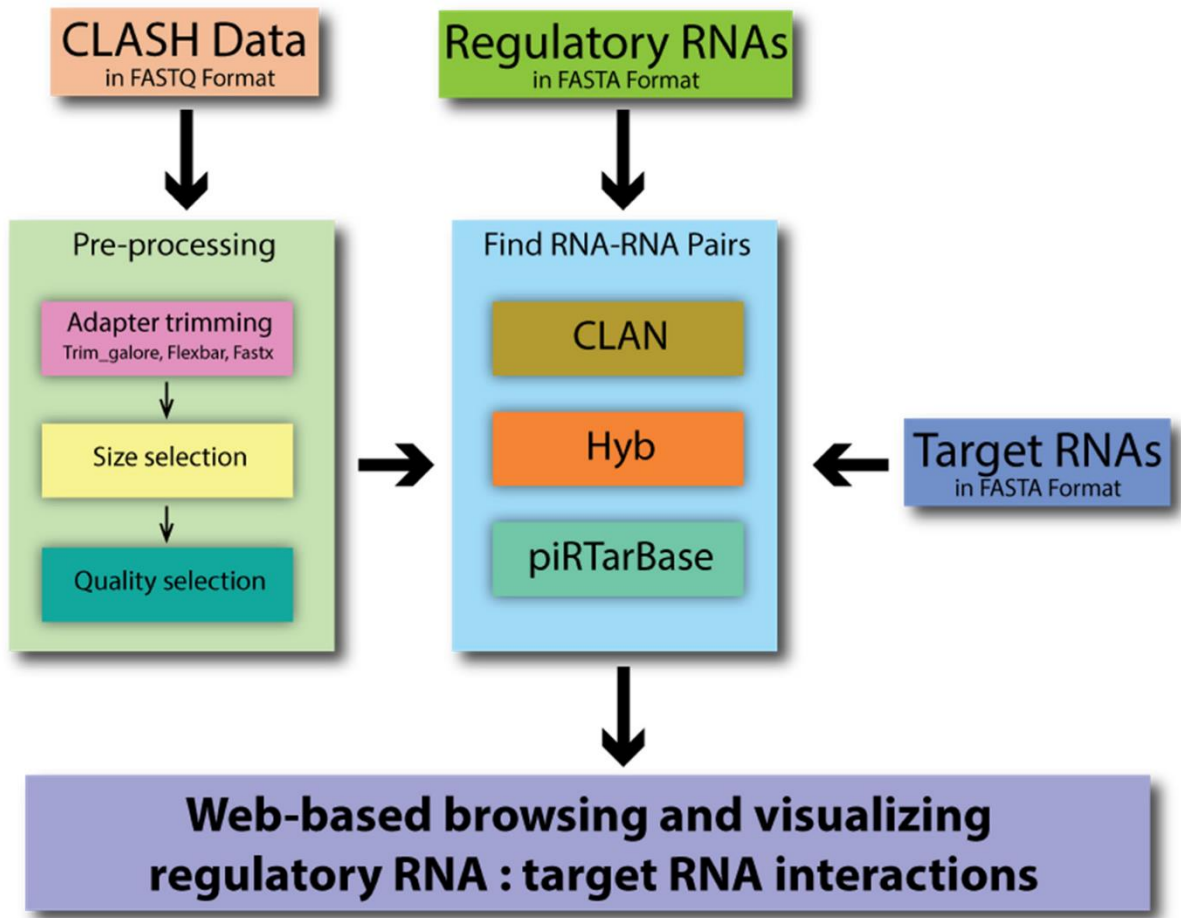 CLASH Data
in FASTQ Format
Regulatory RNAs
in FASTA Format
Pre-processing
Adapter trimming
Trim_galore, Flexbar, Fastx
Size selection
Quality selection
Find RNA-RNA Pairs
CLAN
Hyb
piRTarBase
Target RNAs
in FASTA Format
Web-based browsing and visualizing
regulatory RNA : target RNA interactions